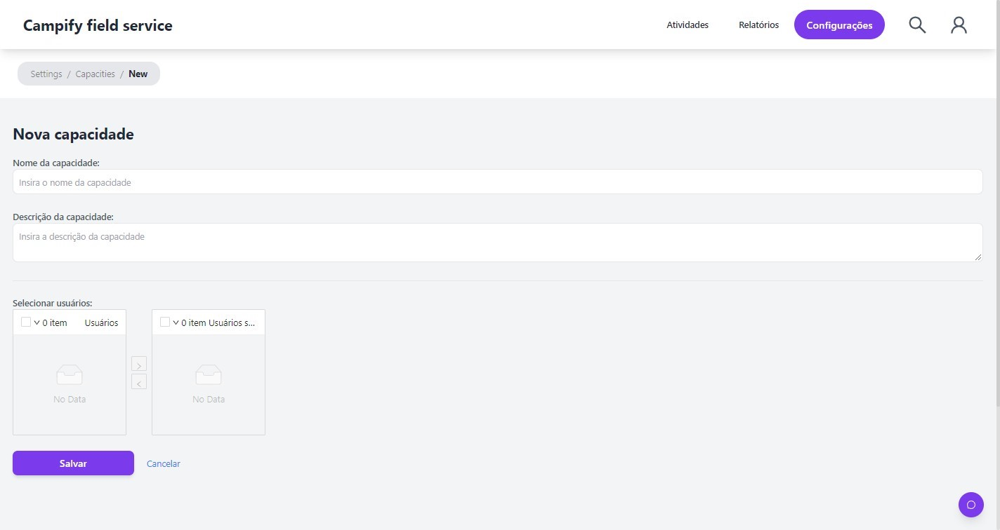 Campify field service
Atividades Relatórios Configurações
Settings / Capacities / New
Nova capacidade
Nome da capacidade:
Insira o nome da capacidade
Descrição da capacidade:
Insira a descrição da capacidade
Selecionar usuários:
0 item Usuários
0 item Usuários s...
No Data
No Data
Salvar Cancelar